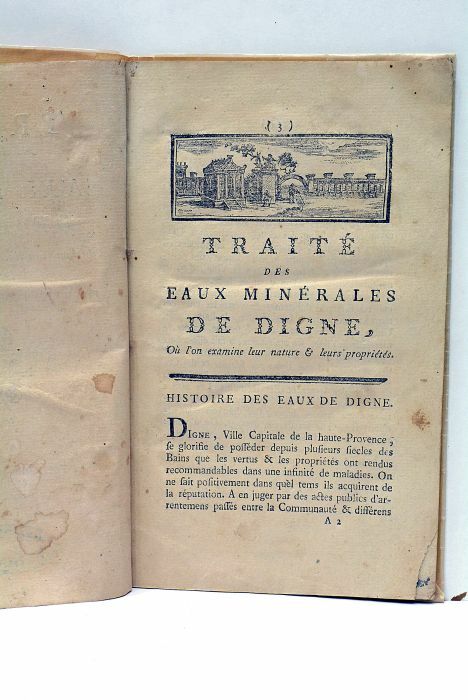 ( 3 )
TRAITÉ
DES
EAUX MINÉRALES
DE DIGNE,
Où l'on examine leur nature & leurs propriétés.
HISTOIRE DES EAUX DE DIGNE.
DIGNE, Ville Capitale de la haute-Provence,
se glorifie de posséder depuis plusieurs siecles des
Bains que les vertus & les propriétés ont rendus
recommandables dans une infinité de maladies. On
ne sait positivement dans quèl tems ils acquirent de
la réputation. A en juger par des actes publics d'ar-
rentemens passés entre la Communauté & différens
A 2